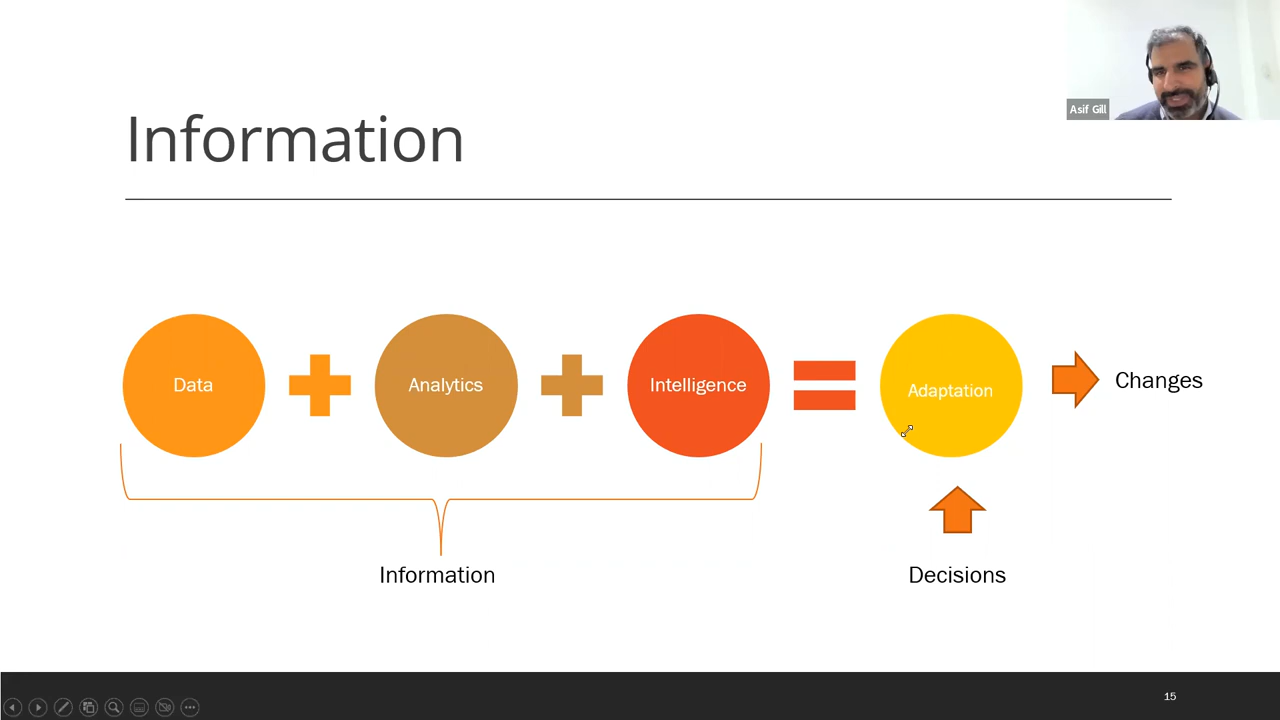 Asif Gill
Information
Data
Analytics
Intelligence
Adaptation
Changes
Information
Decisions
15